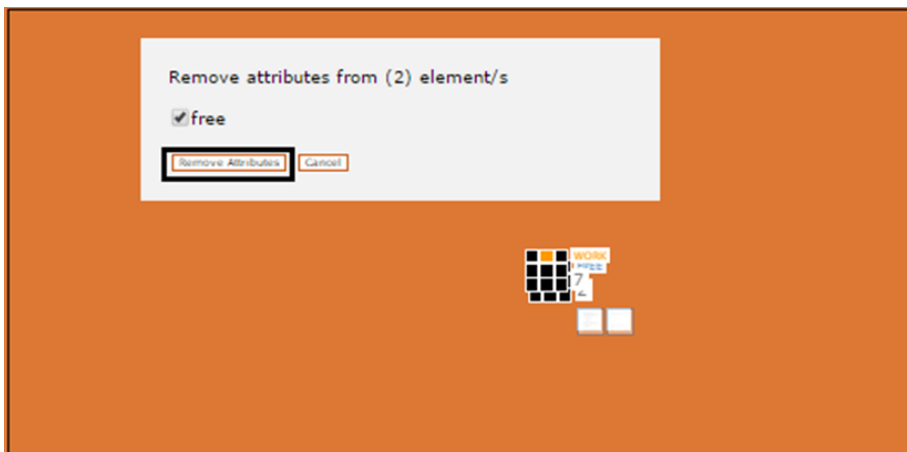 Remove attributes from (2) element/s
free
Remove Attributes Cancel
WORK
7